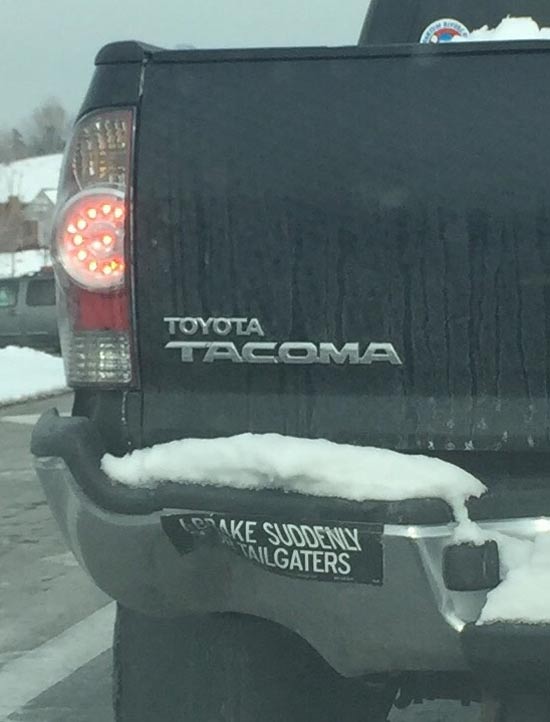 TOYOTA
TACOMA
I BRAKE SUDDENLY
TAILGATERS